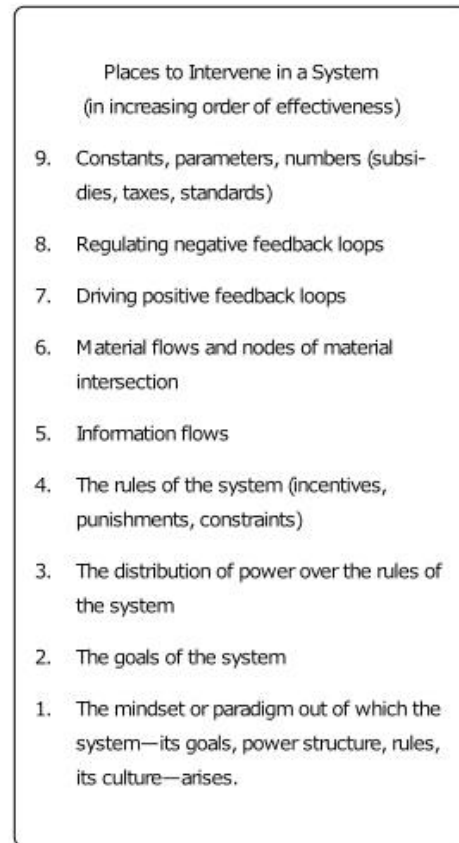 Places to Intervene in a System
(in increasing order of effectiveness)
9. Constants, parameters, numbers (subsi-
dies, taxes, standards)
8. Regulating negative feedback loops
7. Driving positive feedback loops
6. Material flows and nodes of material
intersection
5. Information flows
4. The rules of the system (incentives,
punishments, constraints)
3. The distribution of power over the rules of
the system
2. The goals of the system
1. The mindset or paradigm out of which the
system—its goals, power structure, rules,
its culture—arises.